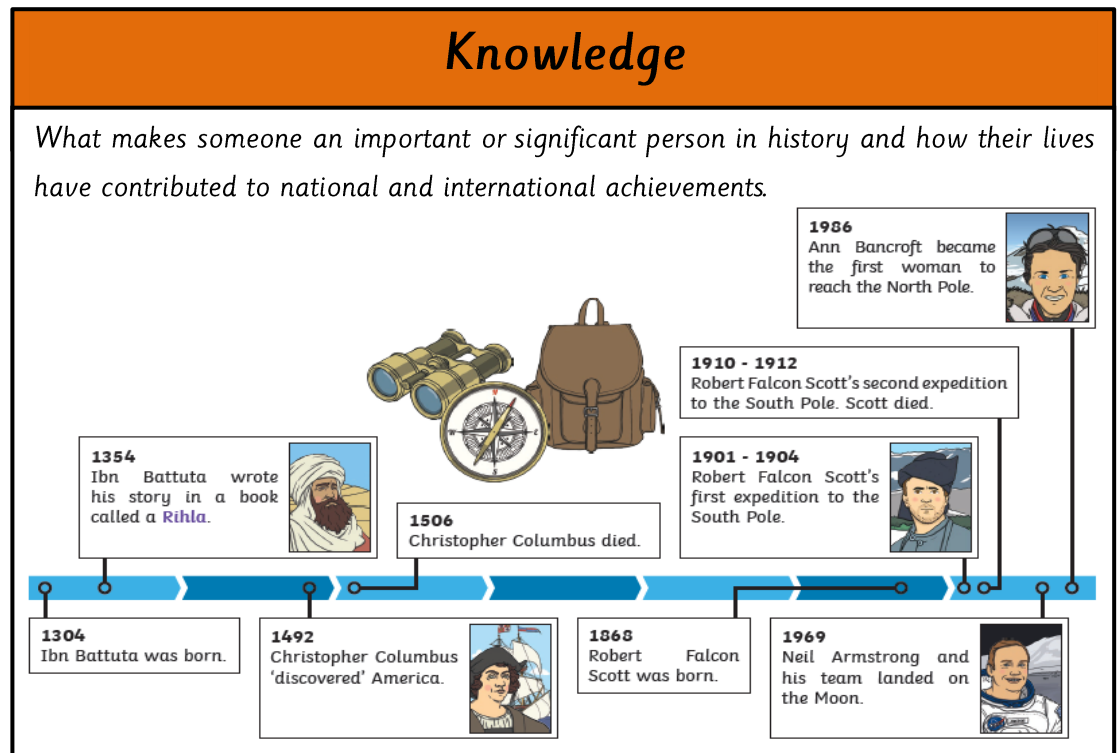 Knowledge
What makes someone an important or significant person in history and how their lives
have contributed to national and international achievements.
1986
Ann Bancroft became
the first woman to
reach the North Pole.
1910 - 1912
Robert Falcon Scott's second expedition
to the South Pole. Scott died.
1354
Ibn Battuta wrote
his story in a book
called a Rihla.
1901 - 1904
Robert Falcon Scott's
first expedition to the
South Pole.
1506
Christopher Columbus died.
1304
Ibn Battuta was born.
1492
Christopher Columbus
'discovered' America.
1868
Robert Falcon
Scott was born.
1969
Neil Armstrong and
his team landed on
the Moon.